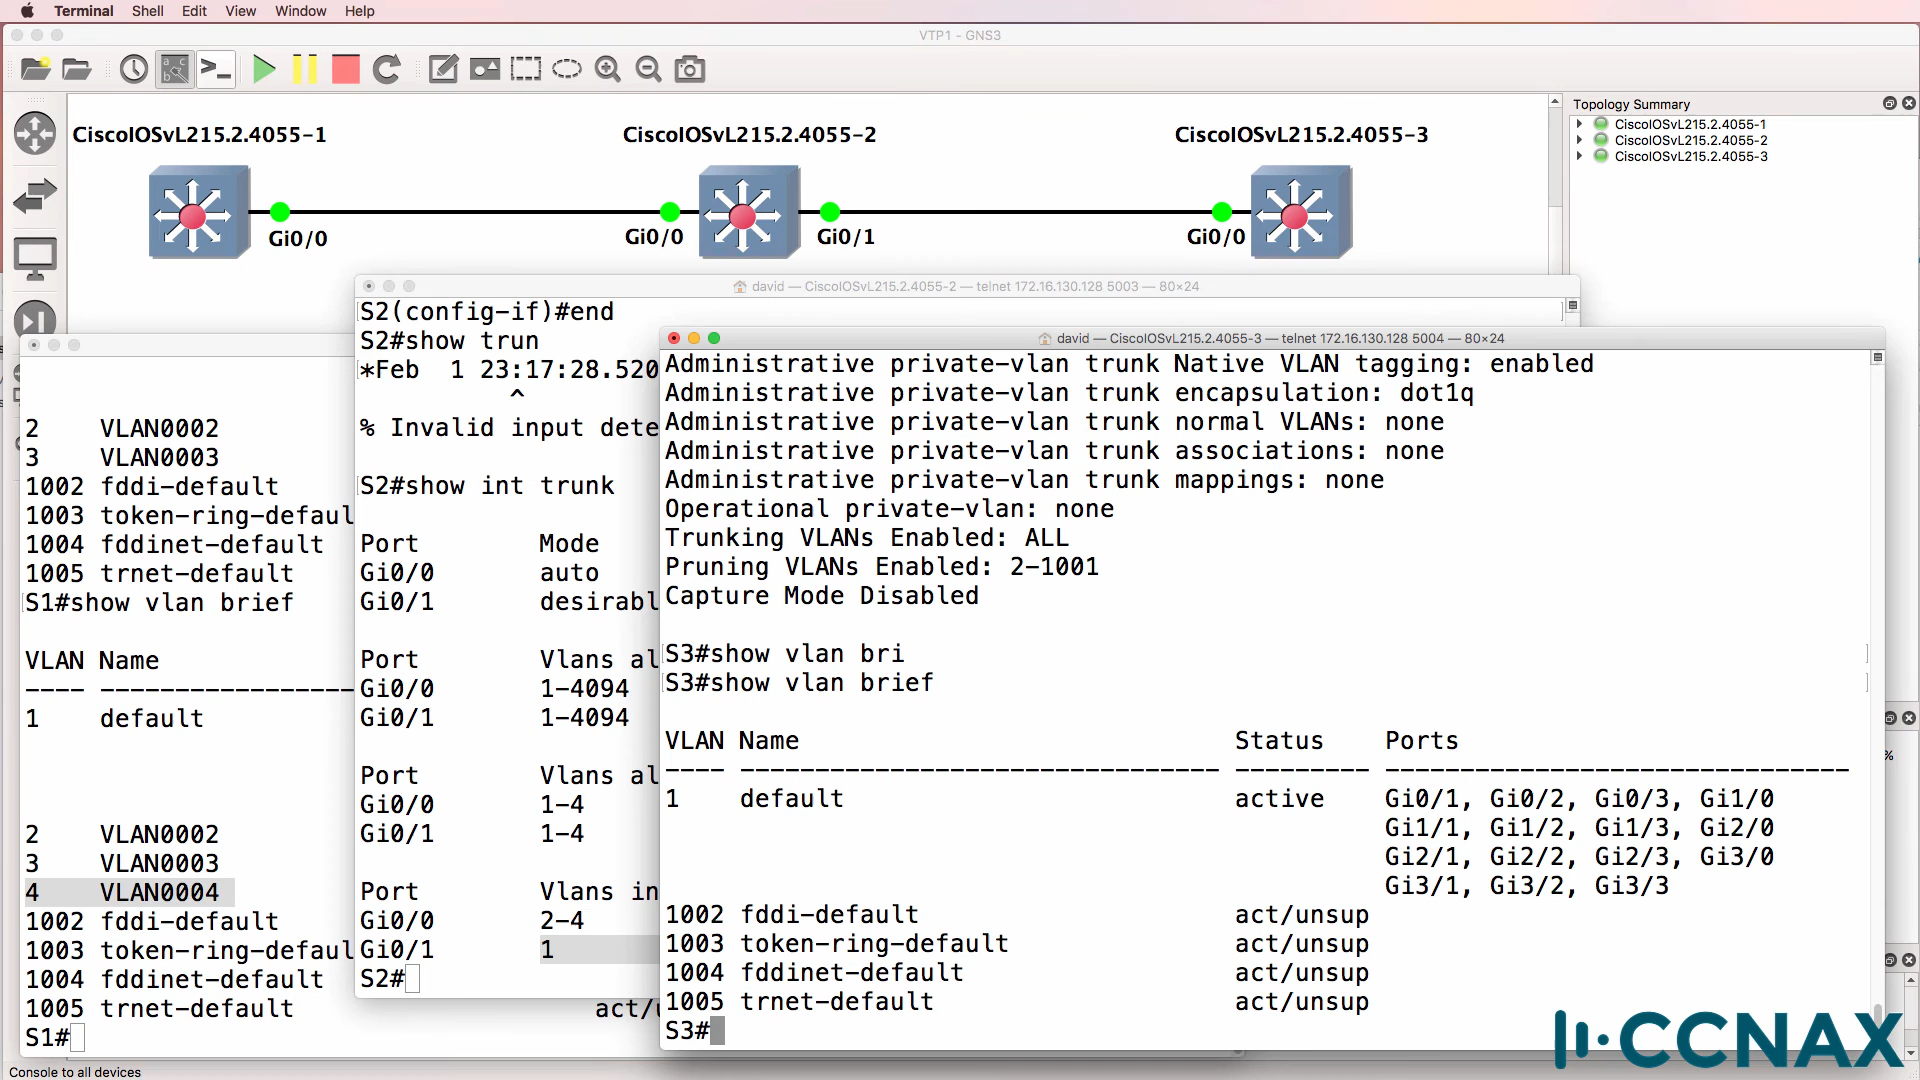 Terminal Shell Edit View Window Help
VTP1 - GNS3
CiscoIOSvL215.2.4055-1
CiscoIOSvL215.2.4055-2
CiscoIOSvL215.2.4055-3
Gi0/0
Gi0/0
Gi0/1
Gi0/0
Topology Summary
CiscoIOSvL215.2.4055-1
CiscoIOSvL215.2.4055-2
CiscoIOSvL215.2.4055-3
2 VLAN0002
3 VLAN0003
1002 fddi-default
1003 token-ring-defaul
1004 fddinet-default
1005 trnet-default
S1#show vlan brief
VLAN Name
---- -----------------
1 default
2 VLAN0002
3 VLAN0003
4 VLAN0004
1002 fddi-default
1003 token-ring-defaul
1004 fddinet-default
1005 trnet-default act/u
S1#
david — CiscoIOSvL215.2.4055-2 — telnet 172.16.130.128 5003 — 80×24
S2(config-if)#end
S2#show trun
*Feb 1 23:17:28.520
^
% Invalid input dete
S2#show int trunk
Port Mode
Gi0/0 auto
Gi0/1 desirabl
Port Vlans al
Gi0/0 1-4094
Gi0/1 1-4094
Port Vlans al
Gi0/0 1-4
Gi0/1 1-4
Port Vlans in
Gi0/0 2-4
Gi0/1 1
S2#
david — CiscoIOSvL215.2.4055-3 — telnet 172.16.130.128 5004 — 80×24
Administrative private-vlan trunk Native VLAN tagging: enabled
Administrative private-vlan trunk encapsulation: dot1q
Administrative private-vlan trunk normal VLANs: none
Administrative private-vlan trunk associations: none
Administrative private-vlan trunk mappings: none
Operational private-vlan: none
Trunking VLANs Enabled: ALL
Pruning VLANs Enabled: 2-1001
Capture Mode Disabled
S3#show vlan bri
S3#show vlan brief
VLAN Name Status Ports
---- -------------------------------- --------- -------------------------------
1 default active Gi0/1, Gi0/2, Gi0/3, Gi1/0
Gi1/1, Gi1/2, Gi1/3, Gi2/0
Gi2/1, Gi2/2, Gi2/3, Gi3/0
Gi3/1, Gi3/2, Gi3/3
1002 fddi-default act/unsup
1003 token-ring-default act/unsup
1004 fddinet-default act/unsup
1005 trnet-default act/unsup
S3#
%
CCNAX
Console to all devices